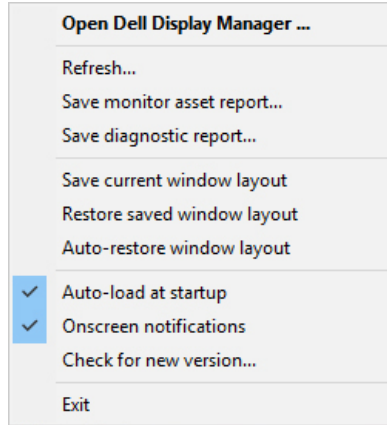 Open Dell Display Manager ...
Refresh...
Save monitor asset report...
Save diagnostic report...
Save current window layout
Restore saved window layout
Auto-restore window layout
Auto-load at startup
Onscreen notifications
Check for new version...
Exit